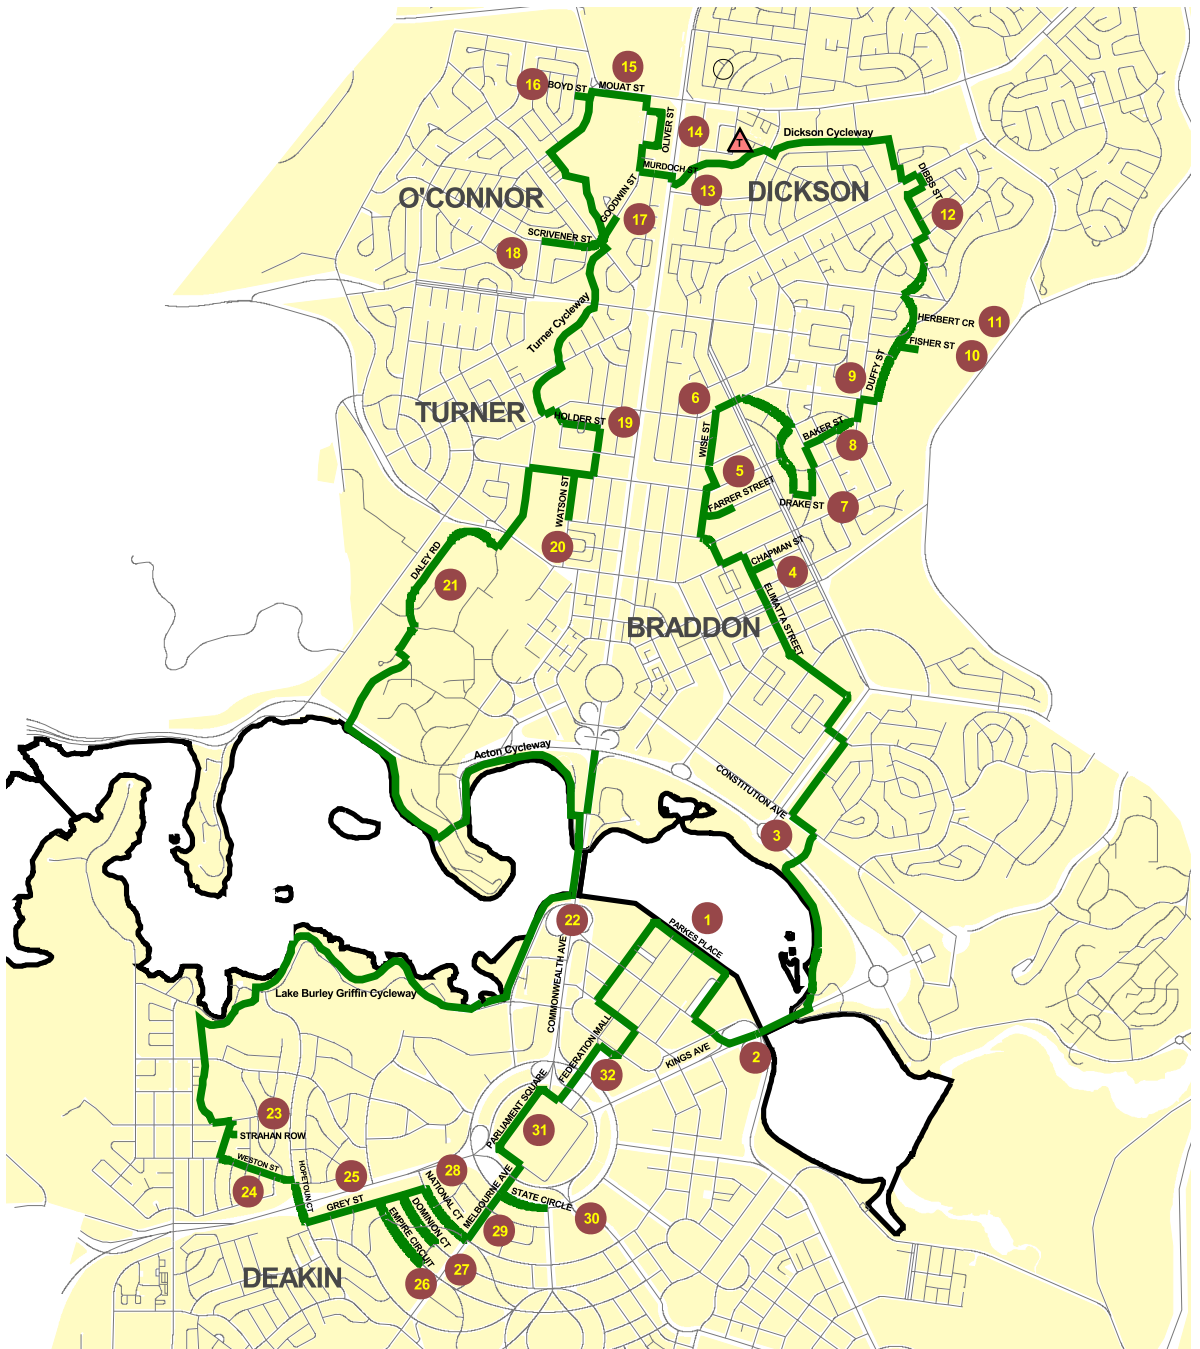 15
16
BOYD ST
MOUAT ST
OLIVER ST
14
T
Dickson Cycleway
MURDOCH ST
13
DICKSON
DIBBS ST
12
O'CONNOR
GOODWIN ST
17
SCRIVENER ST
18
Turner Cycleway
HERBERT CR
11
FISHER ST
10
DUFFY ST
9
6
TURNER
HOLDER ST
19
WISE ST
BAKER ST
8
5
FARRER STREET
DRAKE ST
7
WATSON ST
20
CHAPMAN ST
4
DALEY RD
21
ELIMATTA STREET
BRADDON
Acton Cycleway
CONSTITUTION AVE
3
22
1
PARKES PLACE
COMMONWEALTH AVE
Lake Burley Griffin Cycleway
FEDERATION MALL
KINGS AVE
2
32
PARLIAMENT SQUARE
23
STRAHAN ROW
31
WESTON ST
24
HOPETOUN CT
25
GREY ST
28
NATIONAL CT
DOMINION CT
EMPIRE CIRCUIT
MELBOURNE AVE
STATE CIRCLE
30
29
27
26
DEAKIN